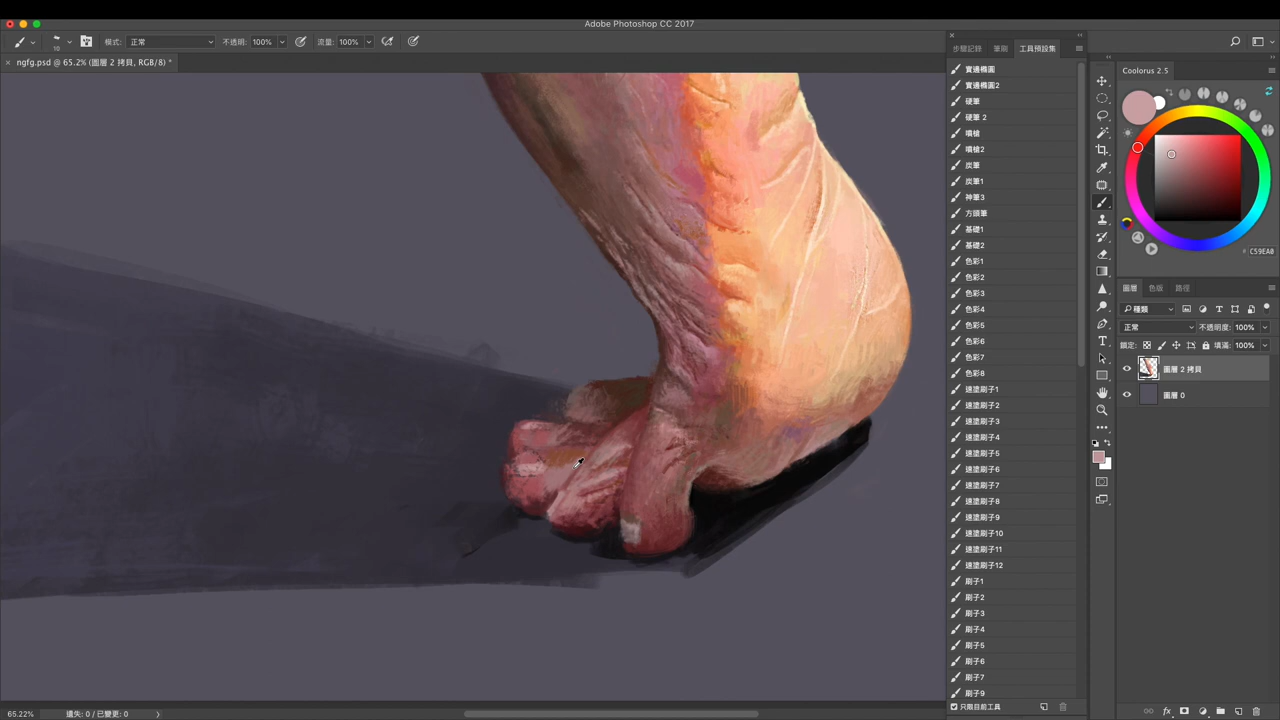 Adobe Photoshop CC 2017
10
模式: 正常
不透明: 100%
流量: 100%
× ngfg.psd @ 65.2% (圖層 2 拷貝, RGB/8) *
步驟記錄 筆刷 工具預設集
實邊橢圓
實邊橢圓2
硬筆
硬筆 2
噴槍
噴槍2
炭筆
炭筆1
神筆3
方頭筆
基礎1
基礎2
色彩1
色彩2
色彩3
色彩4
色彩5
色彩6
色彩7
色彩8
速塗刷子1
速塗刷子2
速塗刷子3
速塗刷子4
速塗刷子5
速塗刷子6
速塗刷子7
速塗刷子8
速塗刷子9
速塗刷子10
速塗刷子11
速塗刷子12
刷子1
刷子2
刷子3
刷子4
刷子5
刷子6
刷子7
刷子9
只限目前工具
Coolorus 2.5
C59EA0
圖層 色版 路徑
種類
正常 不透明度: 100%
鎖定: 填滿: 100%
圖層 2 拷貝
圖層 0
fx
65.22% 遺失: 0 / 已變更: 0